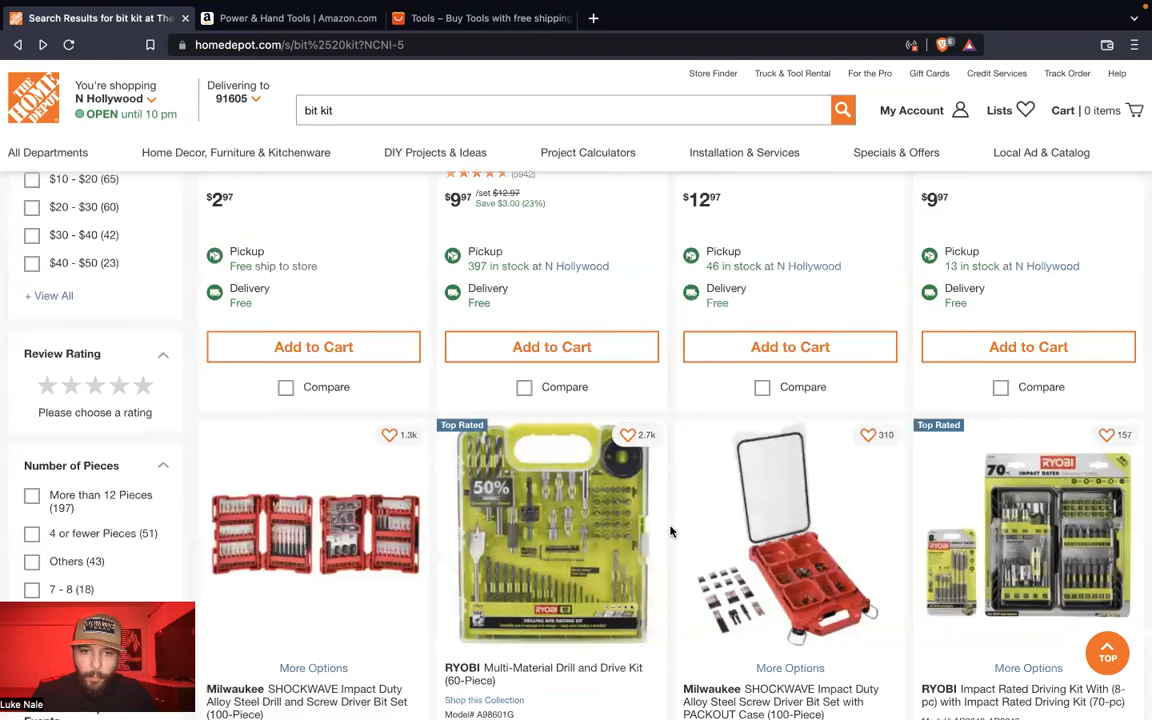 Search Results for bit kit at The
Power & Hand Tools | Amazon.com
Tools – Buy Tools with free shipping
homedepot.com/s/bit%2520kit?NCNI-5
6
Store Finder
Truck & Tool Rental
For the Pro
Gift Cards
Credit Services
Track Order
Help
THE HOME DEPOT
You're shopping
N Hollywood
OPEN until 10 pm
Delivering to
91605
bit kit
My Account
Lists
Cart | 0 items
All Departments
Home Decor, Furniture & Kitchenware
DIY Projects & Ideas
Project Calculators
Installation & Services
Specials & Offers
Local Ad & Catalog
$10 - $20 (65)
$20 - $30 (60)
$30 - $40 (42)
$40 - $50 (23)
+ View All
Review Rating
Please choose a rating
Number of Pieces
More than 12 Pieces
(197)
4 or fewer Pieces (51)
Others (43)
7 - 8 (18)
(5942)
$2 97
$9 97 /set $12.97
Save $3.00 (23%)
$12 97
$9 97
Pickup
Free ship to store
Delivery
Free
Pickup
397 in stock at N Hollywood
Delivery
Free
Pickup
46 in stock at N Hollywood
Delivery
Free
Pickup
13 in stock at N Hollywood
Delivery
Free
Add to Cart
Add to Cart
Add to Cart
Add to Cart
Compare
Compare
Compare
Compare
1.3k
More Options
Milwaukee SHOCKWAVE Impact Duty
Alloy Steel Drill and Screw Driver Bit Set
(100-Piece)
Top Rated
2.7k
50%
RYOBI
RYOBI Multi-Material Drill and Drive Kit
(60-Piece)
Shop this Collection
Model# A98601G
310
More Options
Milwaukee SHOCKWAVE Impact Duty
Alloy Steel Screw Driver Bit Set with
PACKOUT Case (100-Piece)
Top Rated
157
70
RYOBI
IMPACT RATED
More Options
RYOBI Impact Rated Driving Kit With (8-
pc) with Impact Rated Driving Kit (70-pc)
TOP
Luke Nale